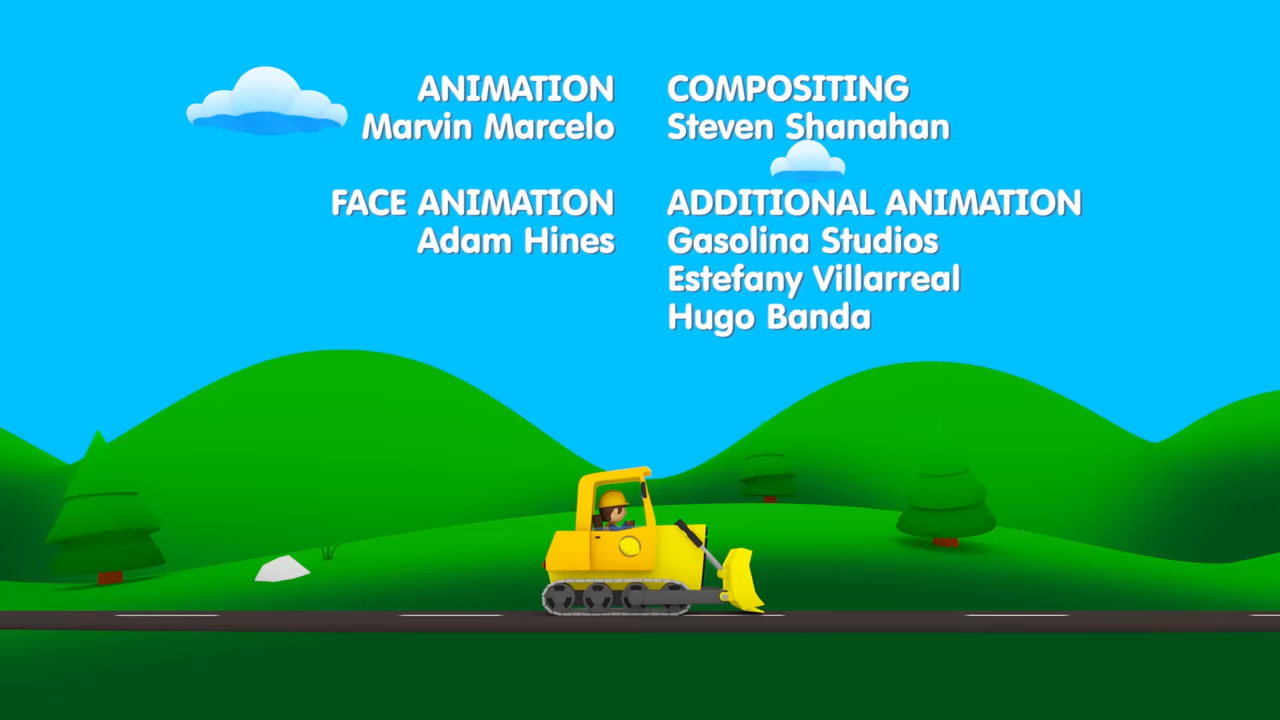 ANIMATION
Marvin Marcelo
FACE ANIMATION
Adam Hines
COMPOSITING
Steven Shanahan
ADDITIONAL ANIMATION
Gasolina Studios
Estefany Villarreal
Hugo Banda